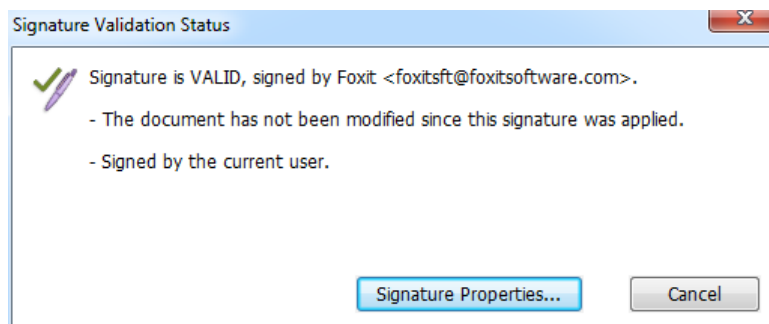 Signature Validation Status
Signature is VALID, signed by Foxit <foxitsft@foxitsoftware.com>.
- The document has not been modified since this signature was applied.
- Signed by the current user.
Signature Properties... Cancel